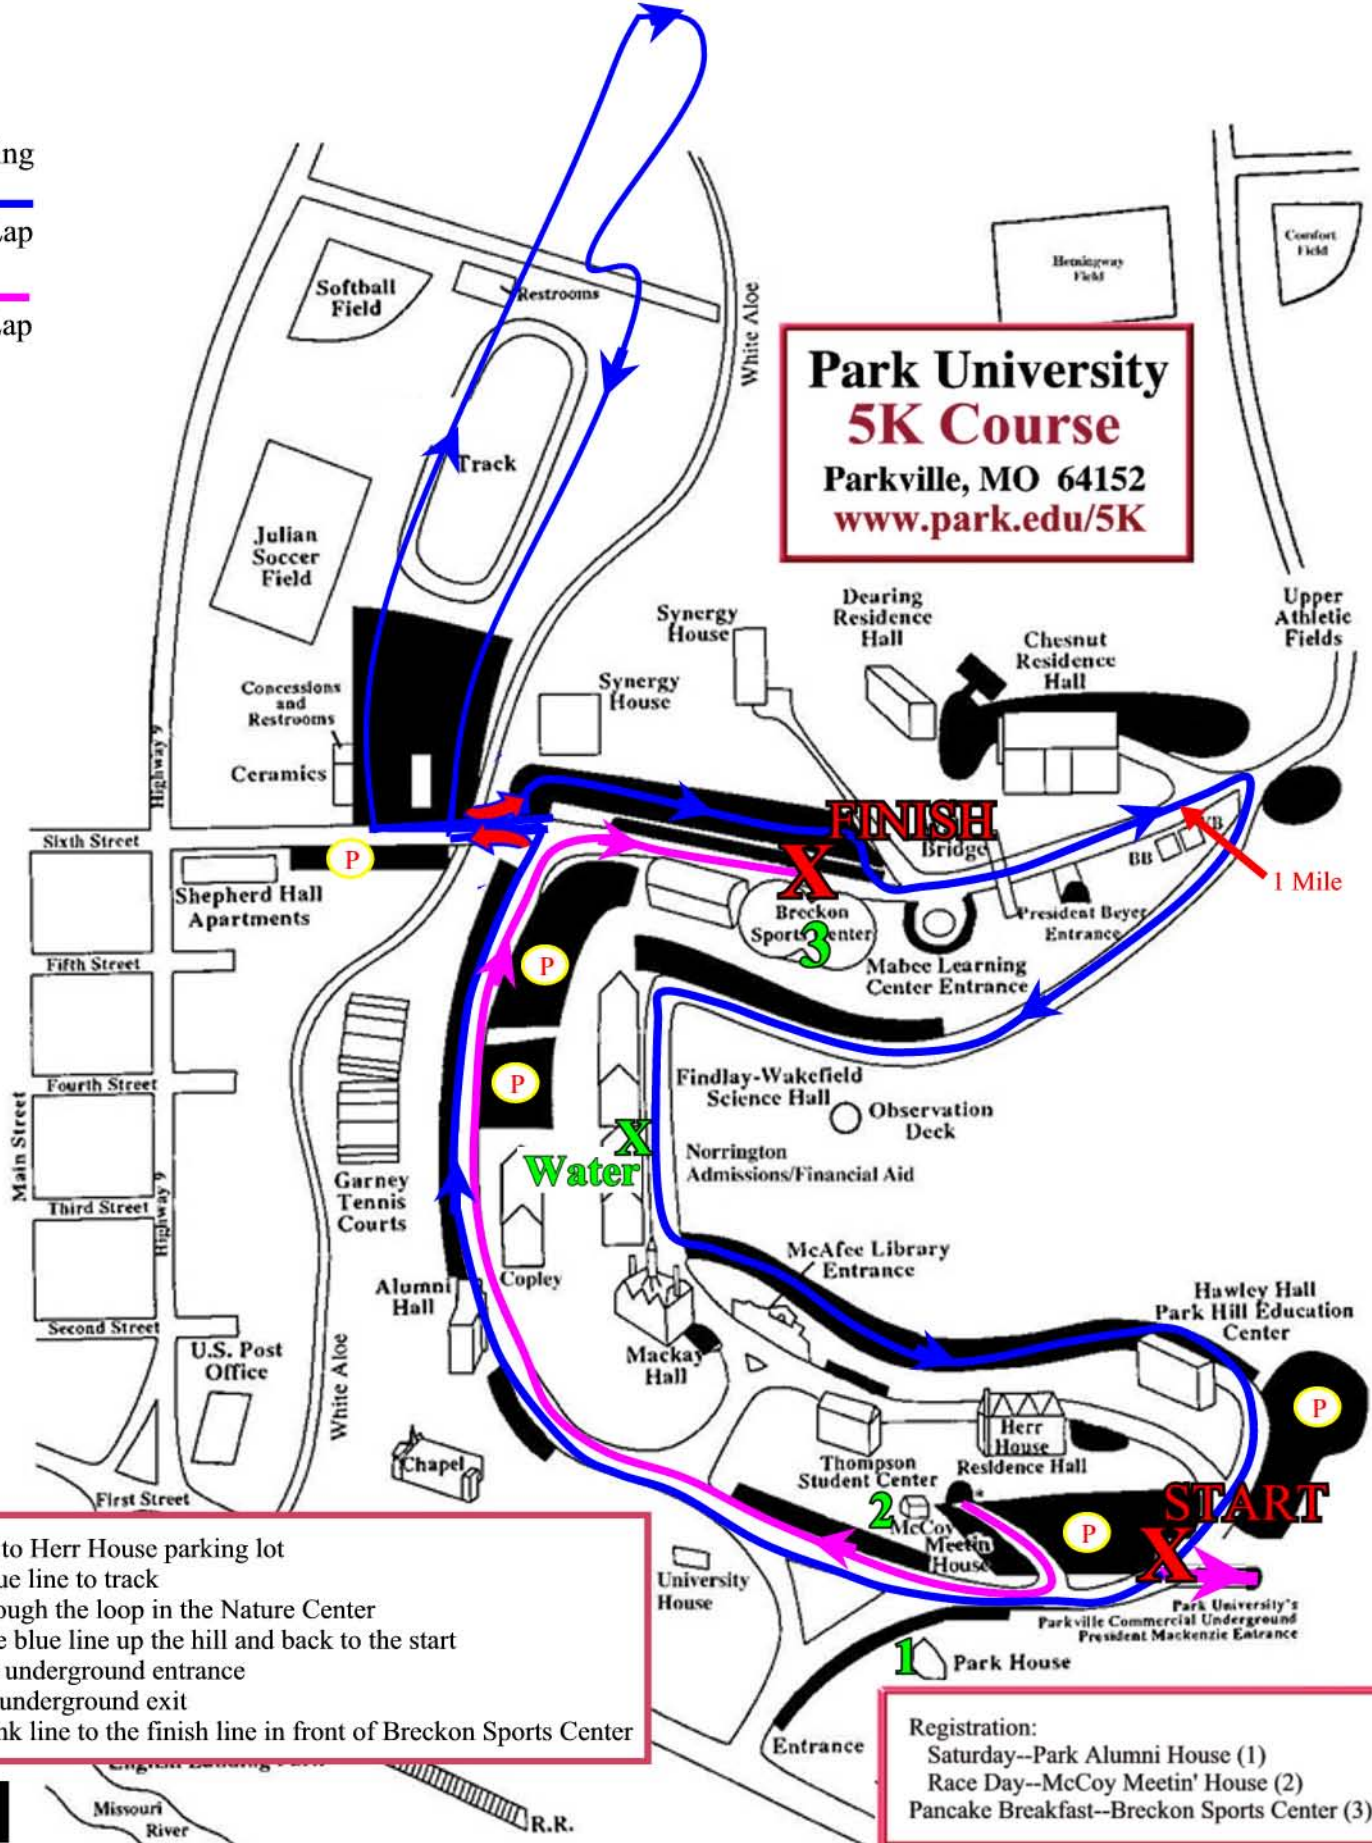 ing
Lap
Lap
Softball
Field
Restrooms
White Aloe
Hemingway
Field
Comfort
Field
Park University
5K Course
Parkville, MO 64152
www.park.edu/5K
Track
Julian
Soccer
Field
Synergy
House
Dearing
Residence
Hall
Chesnut
Residence
Hall
Upper
Athletic
Fields
Concessions
and
Restrooms
Synergy
House
Highway 9
Ceramics
Sixth Street
P
FINISH
X
Bridge
BB
1 Mile
Shepherd Hall
Apartments
Breckon
Sports Center
3
President Beyer
Entrance
Mabee Learning
Center Entrance
Fifth Street
P
Fourth Street
P
Findlay-Wakefield
Science Hall
Observation
Deck
X
Water
Norrington
Admissions/Financial Aid
Main Street
Garney
Tennis
Courts
Third Street
Highway 9
McAfee Library
Entrance
Alumni
Hall
Copley
Hawley Hall
Park Hill Education
Center
Second Street
U.S. Post
Office
White Aloe
Mackay
Hall
P
Herr
House
Residence Hall
Chapel
Thompson
Student Center
First Street
START
X
2
McCoy
Meetin'
House
P
to Herr House parking lot
ue line to track
ough the loop in the Nature Center
e blue line up the hill and back to the start
underground entrance
underground exit
nk line to the finish line in front of Breckon Sports Center
University
House
Park University's
Parkville Commercial Underground
President Mackenzie Entrance
1
Park House
Entrance
Registration:
Saturday--Park Alumni House (1)
Race Day--McCoy Meetin' House (2)
Pancake Breakfast--Breckon Sports Center (3)
Missouri
River
R.R.